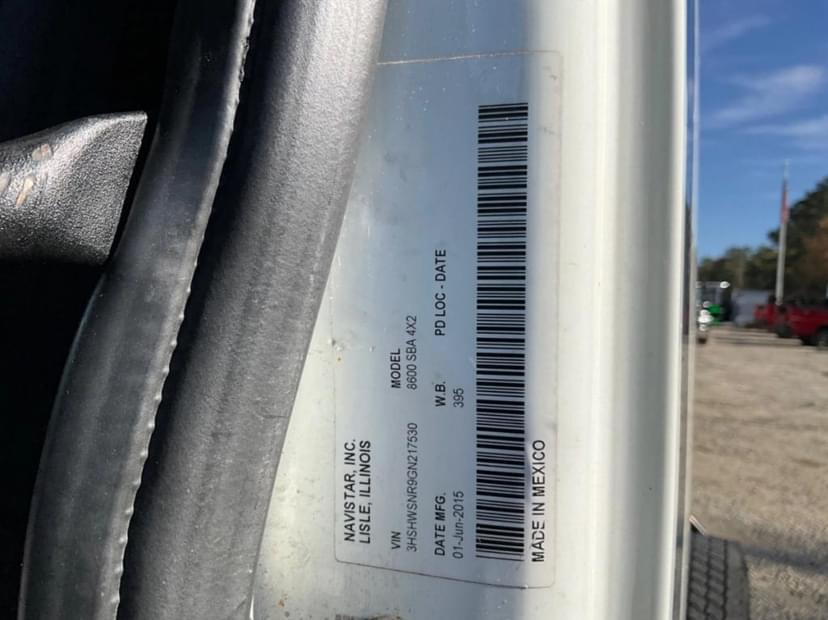 NAVISTAR, INC.
LISLE, ILLINOIS
VIN
3HSHWSNR9GN217530
MODEL
8600 SBA 4X2
DATE MFG.
01-Jun-2015
W.B.
395
PD LOC - DATE
MADE IN MEXICO